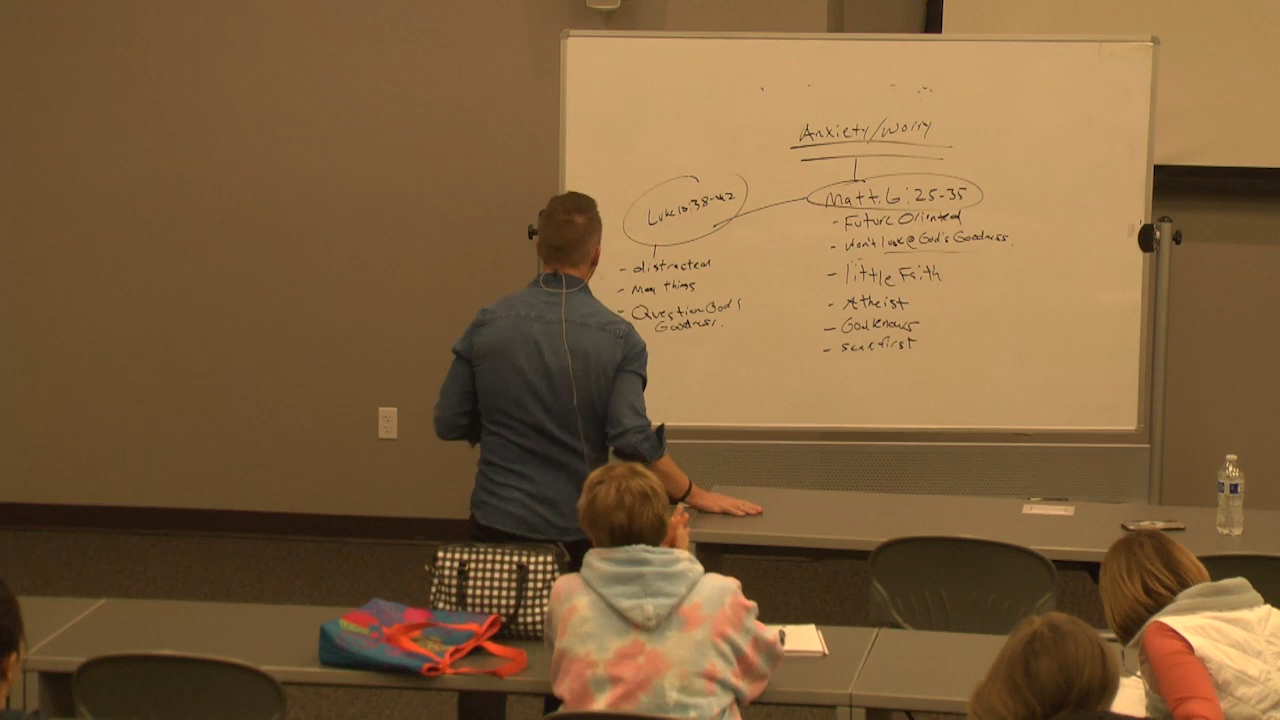 Anxiety/Worry
Luke 10:38-42
- distracted
- Many things
- Question God's
Goodness.
Matt. 6:25-35
- Future Oriented
- Won't look@God's Goodness.
- little Faith
- Atheist
- God Knows
- seek first